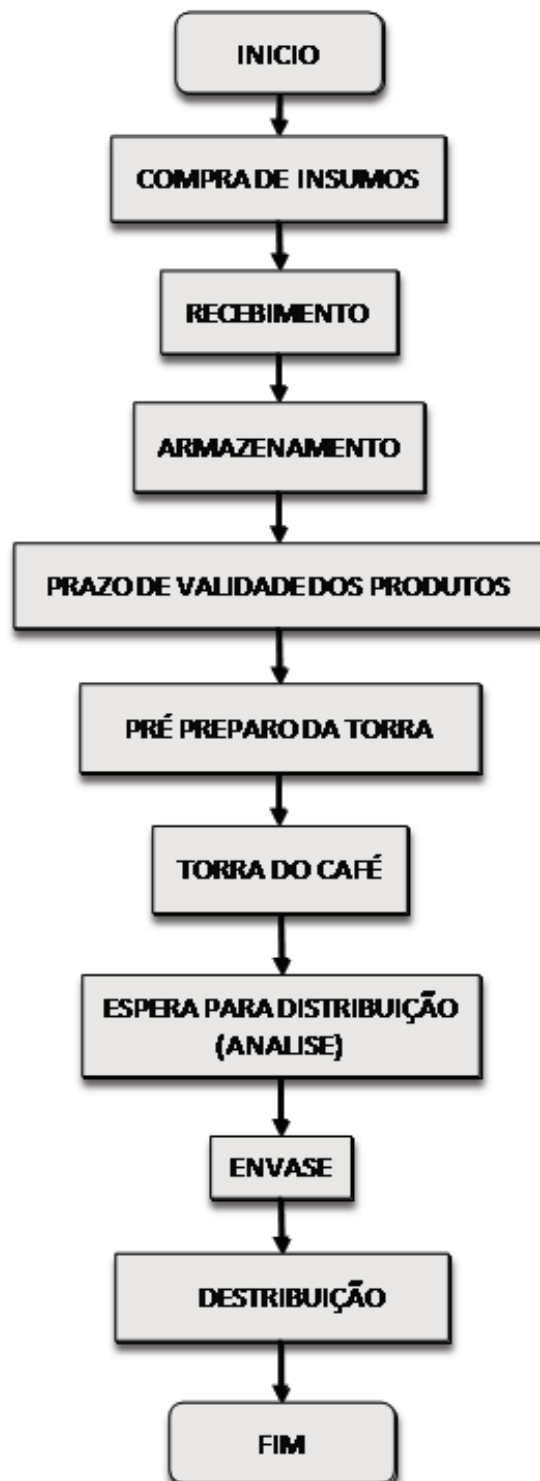 INICIO
COMPRA DE INSUMOS
RECEBIMENTO
ARMAZENAMENTO
PRAZO DE VALIDADE DOS PRODUTOS
PRÉ PREPARO DA TORRA
TORRA DO CAFÉ
ESPERA PARA DISTRIBUIÇÃO
(ANALISE)
ENVASE
DESTRIBUIÇÃO
FIM